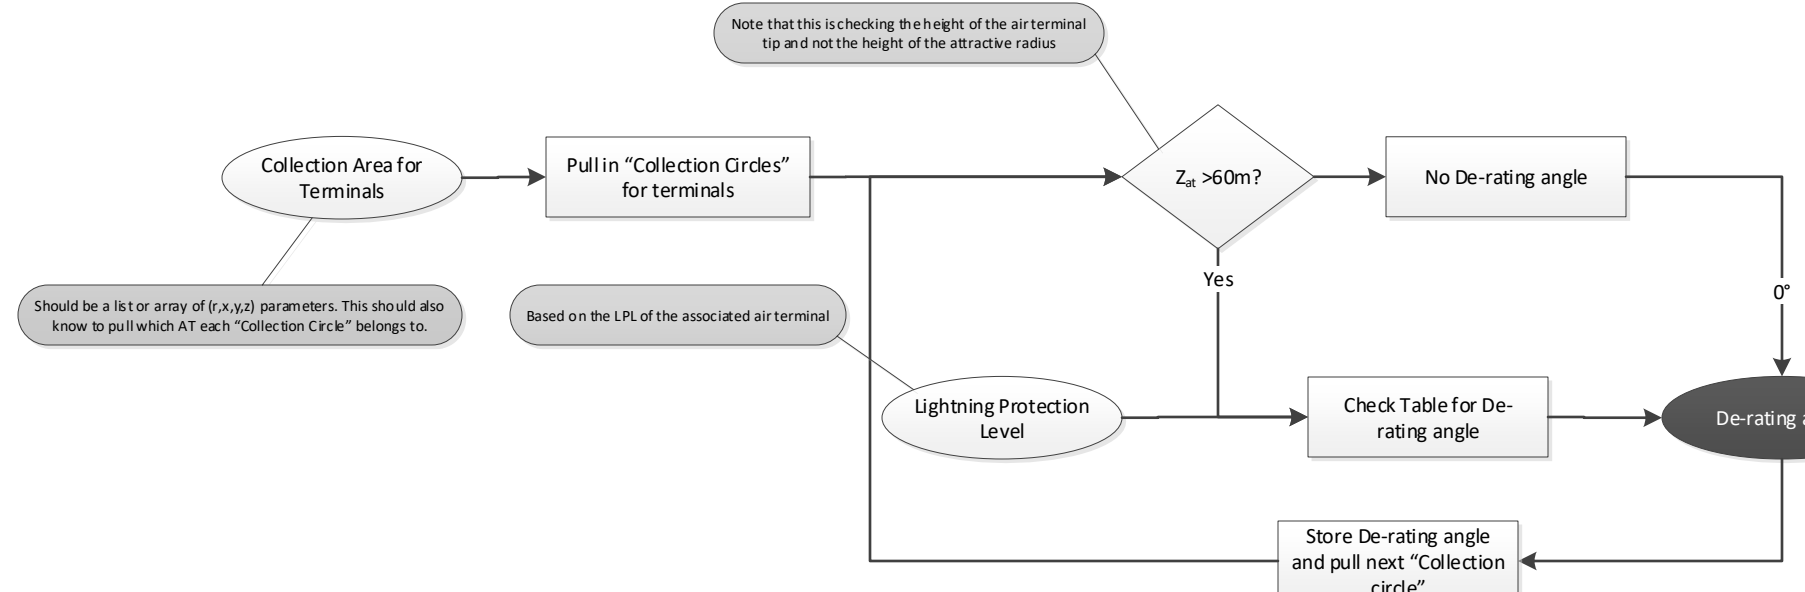 Note that this is checking the height of the air terminal
tip and not the height of the attractive radius
Collection Area for
Terminals
Pull in “Collection Circles”
for terminals
Zat >60m?
No De-rating angle
Yes
0°
Should be a list or array of (r,x,y,z) parameters. This should also
know to pull which AT each “Collection Circle” belongs to.
Based on the LPL of the associated air terminal
Lightning Protection
Level
Check Table for De-
rating angle
De-rating
Store De-rating angle
and pull next “Collection
circle”